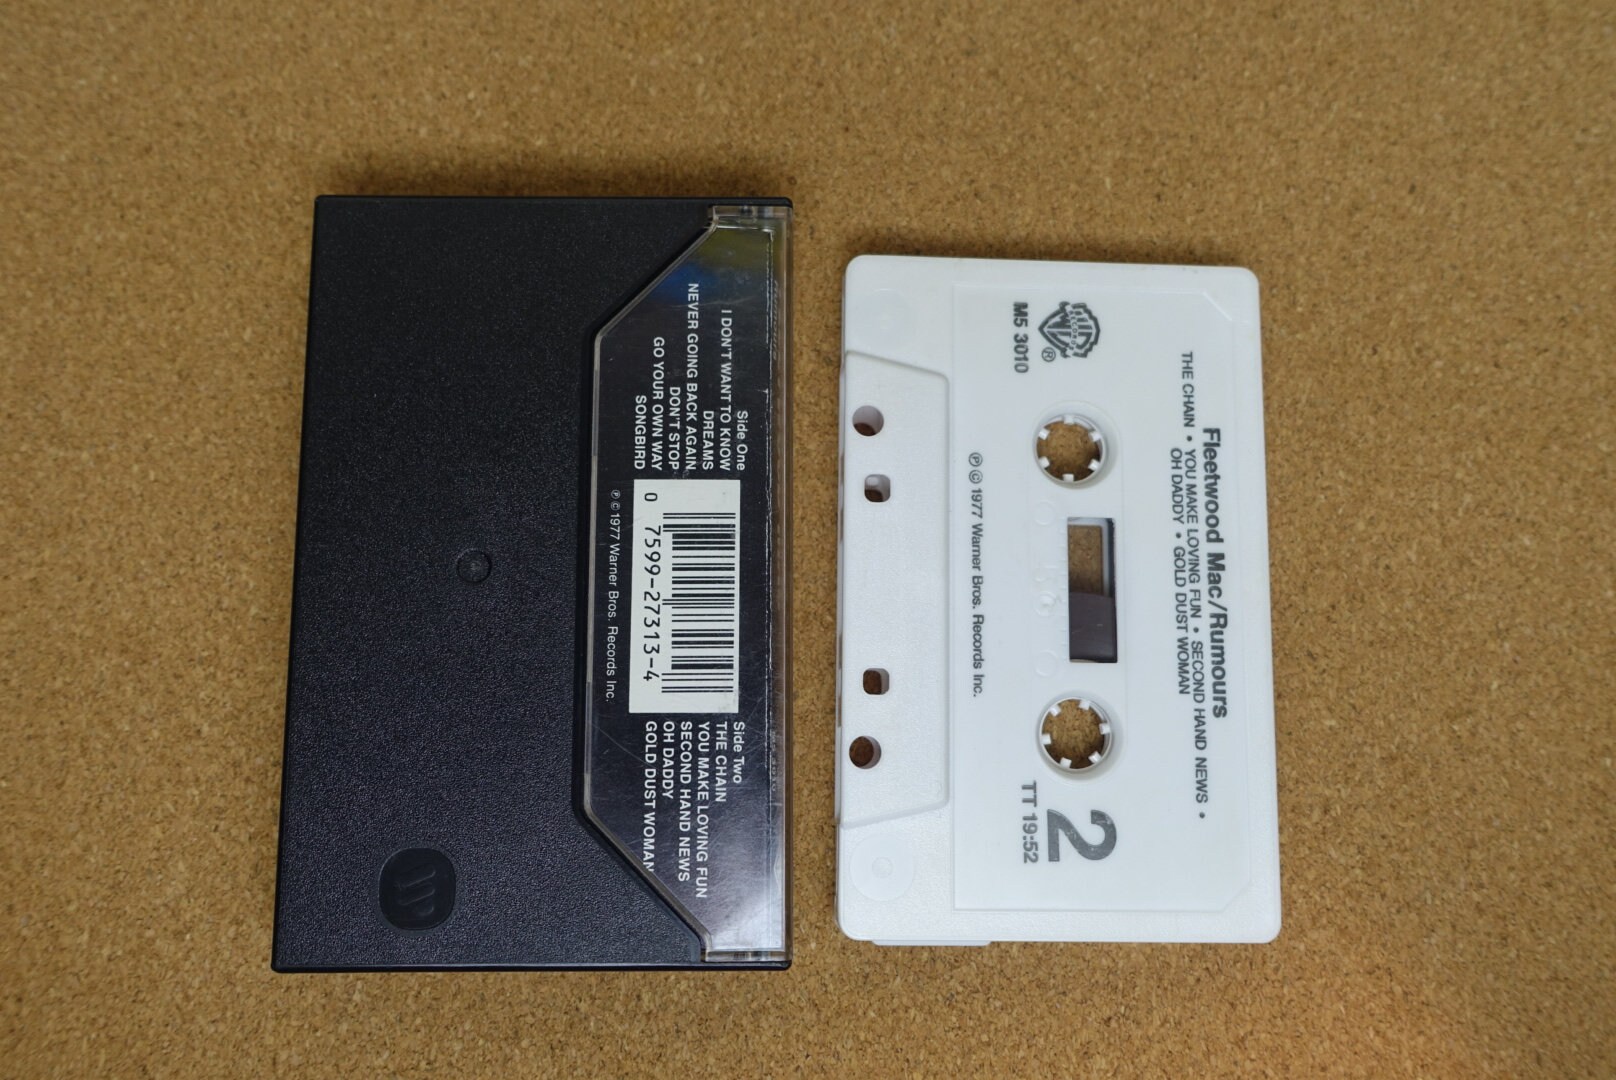 Side One
I DON'T WANT TO KNOW
DREAMS
NEVER GOING BACK AGAIN
DON'T STOP
GO YOUR OWN WAY
SONGBIRD
0 7599-27313-4
Side Two
THE CHAIN
YOU MAKE LOVING FUN
SECOND HAND NEWS
OH DADDY
GOLD DUST WOMAN
℗ © 1977 Warner Bros. Records Inc.
Fleetwood Mac/Rumours
THE CHAIN • YOU MAKE LOVING FUN • SECOND HAND NEWS •
OH DADDY • GOLD DUST WOMAN
WB
RECORDS
®
M5 3010
2
TT 19:52
℗ © 1977 Warner Bros. Records Inc.